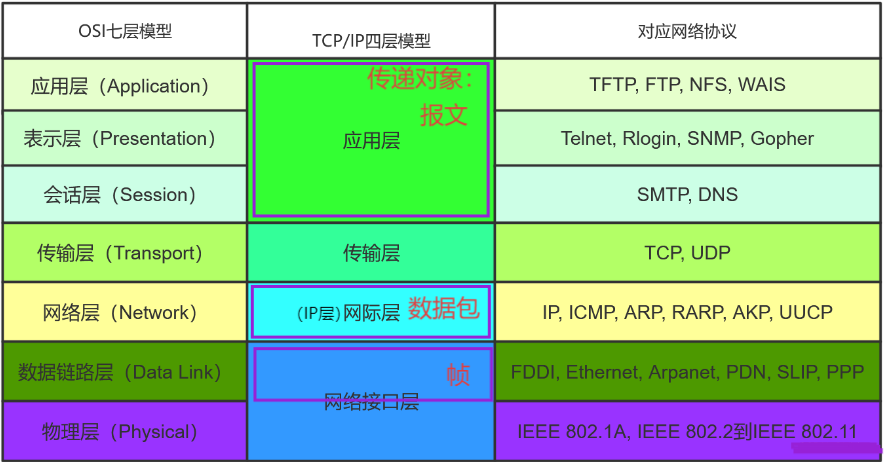 OSI七层模型 TCP/IP四层模型 对应网络协议
应用层（Application） 传递对象： TFTP, FTP, NFS, WAIS
报文
表示层（Presentation） 应用层 Telnet, Rlogin, SNMP, Gopher
会话层（Session） SMTP, DNS
传输层（Transport） 传输层 TCP, UDP
网络层（Network） （IP层）网际层 数据包 IP, ICMP, ARP, RARP, AKP, UUCP
数据链路层（Data Link） 帧 FDDI, Ethernet, Arpanet, PDN, SLIP, PPP
网络接口层
物理层（Physical） IEEE 802.1A, IEEE 802.2到IEEE 802.11